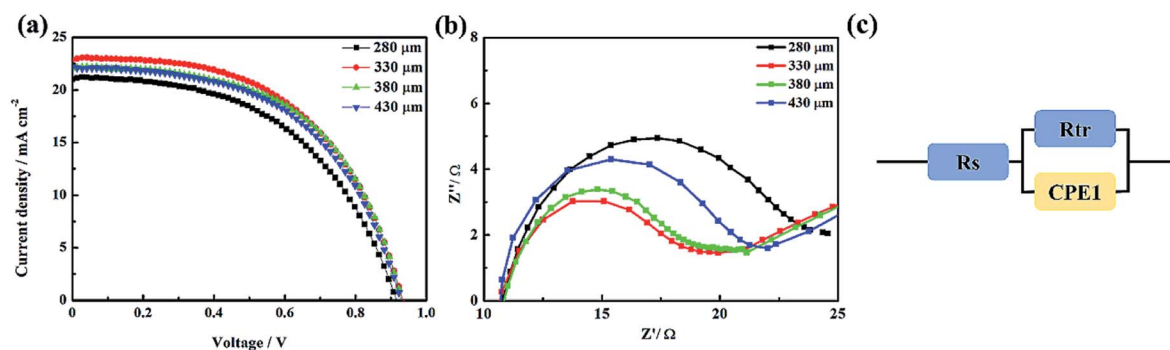 (a)
25
20
15
10
5
0
0
0.2
0.4
0.6
0.8
1.0
Current density / mA cm⁻²
Voltage / V
280 μm
330 μm
380 μm
430 μm
(b)
8
6
4
2
0
10
15
20
25
Z''/ Ω
Z'/ Ω
280 μm
330 μm
380 μm
430 μm
(c)
Rs
Rtr
CPE1